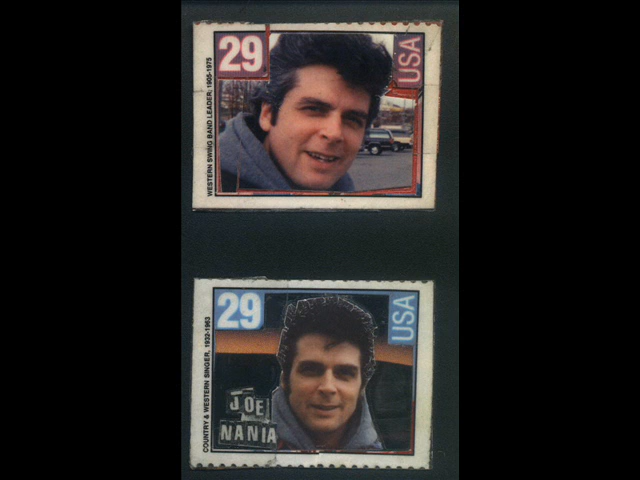 29
USA
WESTERN SWING BAND LEADER, 1905-1975
29
USA
COUNTRY & WESTERN SINGER, 1932-1963
JOE
NANIA